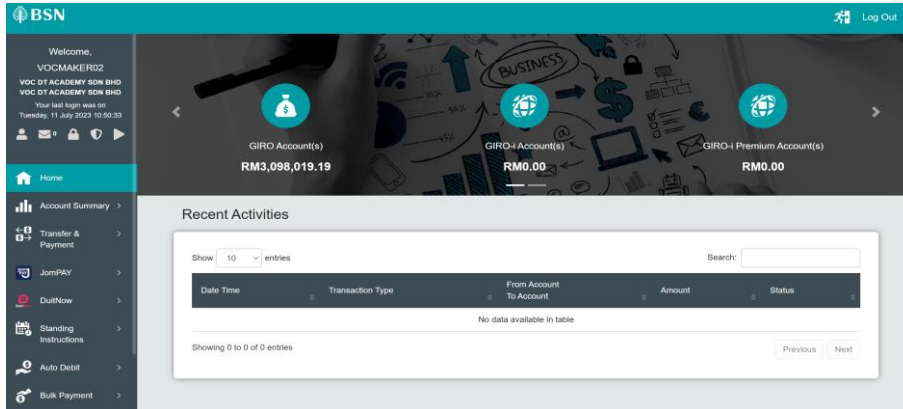 BSN
Log Out
Welcome,
VOCMAKER02
VOC DT ACADEMY SDN BHD
VOC DT ACADEMY SDN BHD
Your last login was on
Tuesday, 11 July 2023 10:50:33
Home
Account Summary
Transfer &
Payment
JomPAY
DuitNow
Standing
Instructions
Auto Debit
Bulk Payment
BUSINESS
GIRO Account(s)
RM3,098,019.19
GIRO-i Account(s)
RM0.00
GIRO-i Premium Account(s)
RM0.00
Recent Activities
Show 10 entries
Search:
Date Time Transaction Type From Account Amount Status
To Account
No data available in table
Showing 0 to 0 of 0 entries
Previous Next